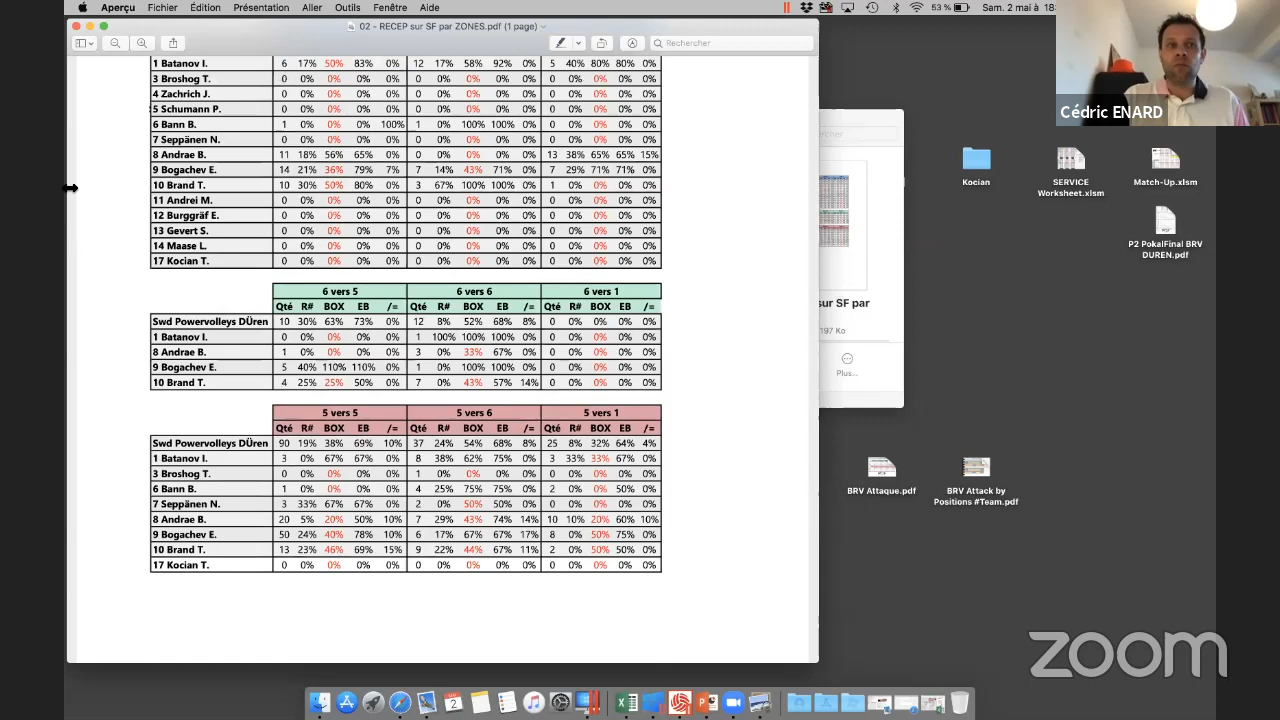 Aperçu Fichier Édition Présentation Aller Outils Fenêtre Aide 53 % Sam. 2 mai à 18
02 - RECEP sur SF par ZONES.pdf (1 page)
Rechercher
1 Batanov I. 6 17% 50% 83% 0% 12 17% 58% 92% 0% 5 40% 80% 80% 0%
3 Broshog T. 0 0% 0% 0% 0% 0 0% 0% 0% 0% 0 0% 0% 0% 0%
4 Zachrich J. 0 0% 0% 0% 0% 0 0% 0% 0% 0% 0 0% 0% 0% 0%
5 Schumann P. 0 0% 0% 0% 0% 0 0% 0% 0% 0% 0 0% 0% 0% 0%
6 Bann B. 1 0% 0% 0% 100% 1 0% 100% 100% 0% 0 0% 0% 0% 0%
7 Seppänen N. 0 0% 0% 0% 0% 0 0% 0% 0% 0% 0 0% 0% 0% 0%
8 Andrae B. 11 18% 56% 65% 0% 0 0% 0% 0% 0% 13 38% 65% 65% 15%
9 Bogachev E. 14 21% 36% 79% 7% 7 14% 43% 71% 0% 7 29% 71% 71% 0%
10 Brand T. 10 30% 50% 80% 0% 3 67% 100% 100% 0% 1 0% 0% 0% 0%
11 Andrei M. 0 0% 0% 0% 0% 0 0% 0% 0% 0% 0 0% 0% 0% 0%
12 Burggräf E. 0 0% 0% 0% 0% 0 0% 0% 0% 0% 0 0% 0% 0% 0%
13 Gevert S. 0 0% 0% 0% 0% 0 0% 0% 0% 0% 0 0% 0% 0% 0%
14 Maase L. 0 0% 0% 0% 0% 0 0% 0% 0% 0% 0 0% 0% 0% 0%
17 Kocian T. 0 0% 0% 0% 0% 0 0% 0% 0% 0% 0 0% 0% 0% 0%
6 vers 5 6 vers 6 6 vers 1
Qté R# BOX EB /= Qté R# BOX EB /= Qté R# BOX EB /=
Swd Powervolleys DÜren 10 30% 63% 73% 0% 12 8% 52% 68% 8% 0 0% 0% 0% 0%
1 Batanov I. 0 0% 0% 0% 0% 1 100% 100% 100% 0% 0 0% 0% 0% 0%
8 Andrae B. 1 0% 0% 0% 0% 3 0% 33% 67% 0% 0 0% 0% 0% 0%
9 Bogachev E. 5 40% 110% 110% 0% 1 0% 100% 100% 0% 0 0% 0% 0% 0%
10 Brand T. 4 25% 25% 50% 0% 7 0% 43% 57% 14% 0 0% 0% 0% 0%
5 vers 5 5 vers 6 5 vers 1
Qté R# BOX EB /= Qté R# BOX EB /= Qté R# BOX EB /=
Swd Powervolleys DÜren 90 19% 38% 69% 10% 37 24% 54% 68% 8% 25 8% 32% 64% 4%
1 Batanov I. 3 0% 67% 67% 0% 8 38% 62% 75% 0% 3 33% 33% 67% 0%
3 Broshog T. 0 0% 0% 0% 0% 1 0% 0% 0% 0% 0 0% 0% 0% 0%
6 Bann B. 1 0% 0% 0% 0% 4 25% 75% 75% 0% 2 0% 0% 50% 0%
7 Seppänen N. 3 33% 67% 67% 0% 2 0% 50% 50% 0% 0 0% 0% 0% 0%
8 Andrae B. 20 5% 20% 50% 10% 7 29% 43% 74% 14% 10 10% 20% 60% 10%
9 Bogachev E. 50 24% 40% 78% 10% 6 17% 67% 67% 17% 8 0% 50% 75% 0%
10 Brand T. 13 23% 46% 69% 15% 9 22% 44% 67% 11% 2 0% 50% 50% 0%
17 Kocian T. 0 0% 0% 0% 0% 0 0% 0% 0% 0% 0 0% 0% 0% 0%
cher
sur SF par
197 Ko
Plus...
Cédric ENARD
Kocian
SERVICE
Worksheet.xlsm
Match-Up.xlsm
P2 PokalFinal BRV
DUREN.pdf
BRV Attaque.pdf
BRV Attack by
Positions #Team.pdf
zoom